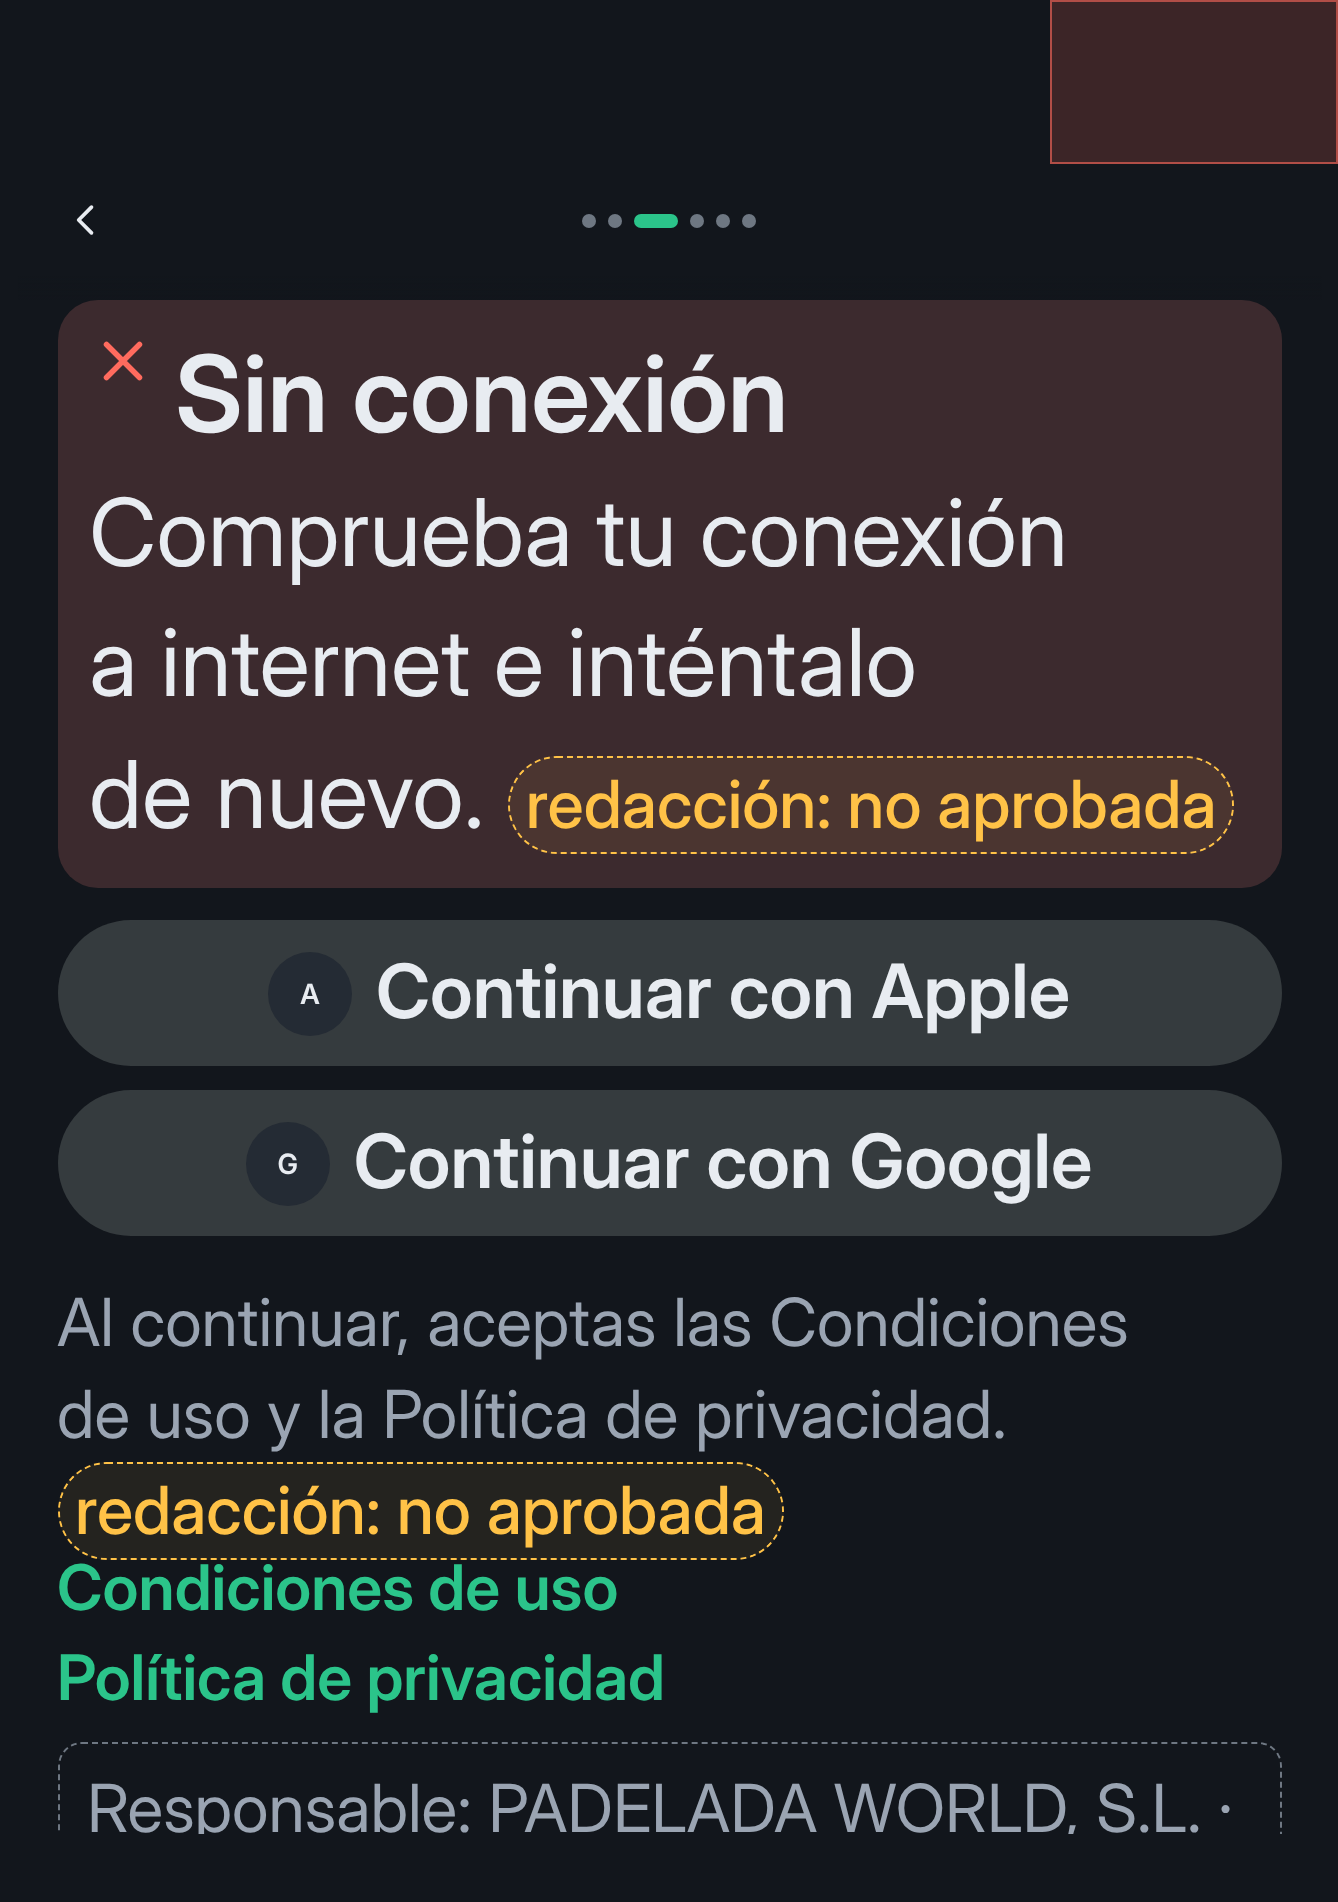 Sin conexión
Comprueba tu conexión
a internet e inténtalo
de nuevo. redacción: no aprobada
A Continuar con Apple
G Continuar con Google
Al continuar, aceptas las Condiciones
de uso y la Política de privacidad.
redacción: no aprobada
Condiciones de uso
Política de privacidad
Responsable: PADELADA WORLD, S.L. ·